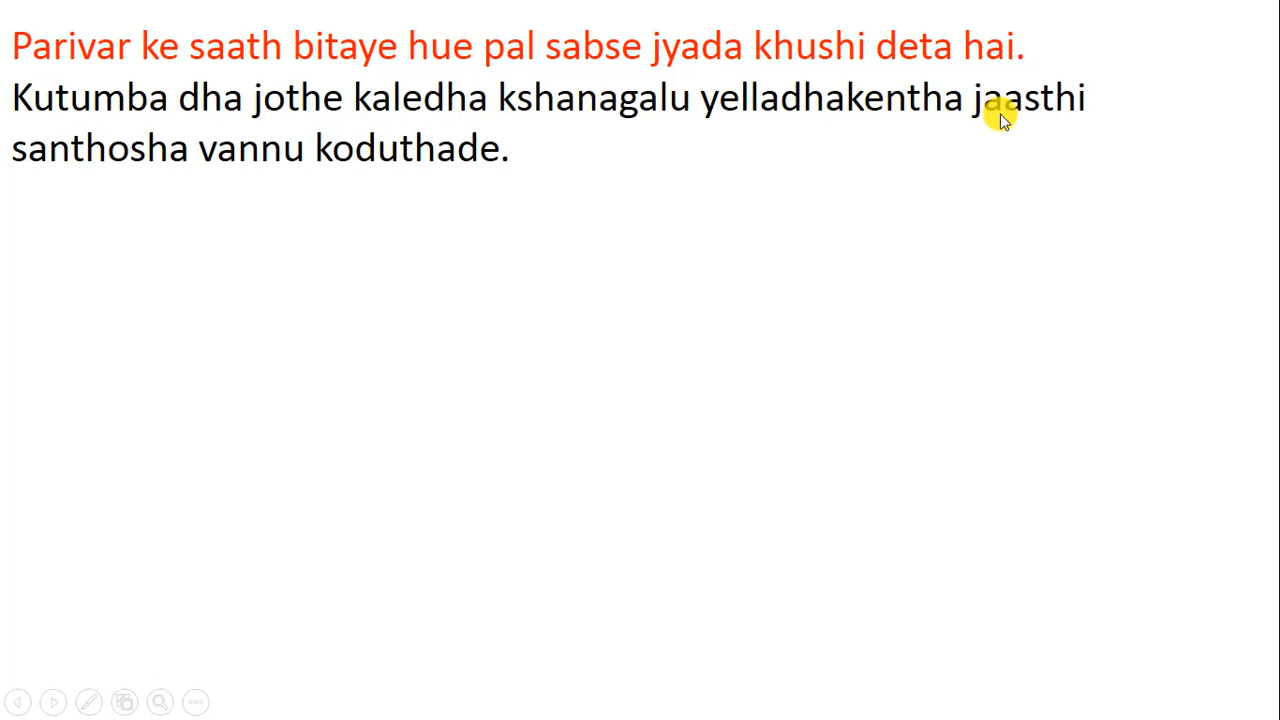 Parivar ke saath bitaye hue pal sabse jyada khushi deta hai.
Kutumba dha jothe kaledha kshanagalu yelladhakentha jaasthi
santhosha vannu koduthade.